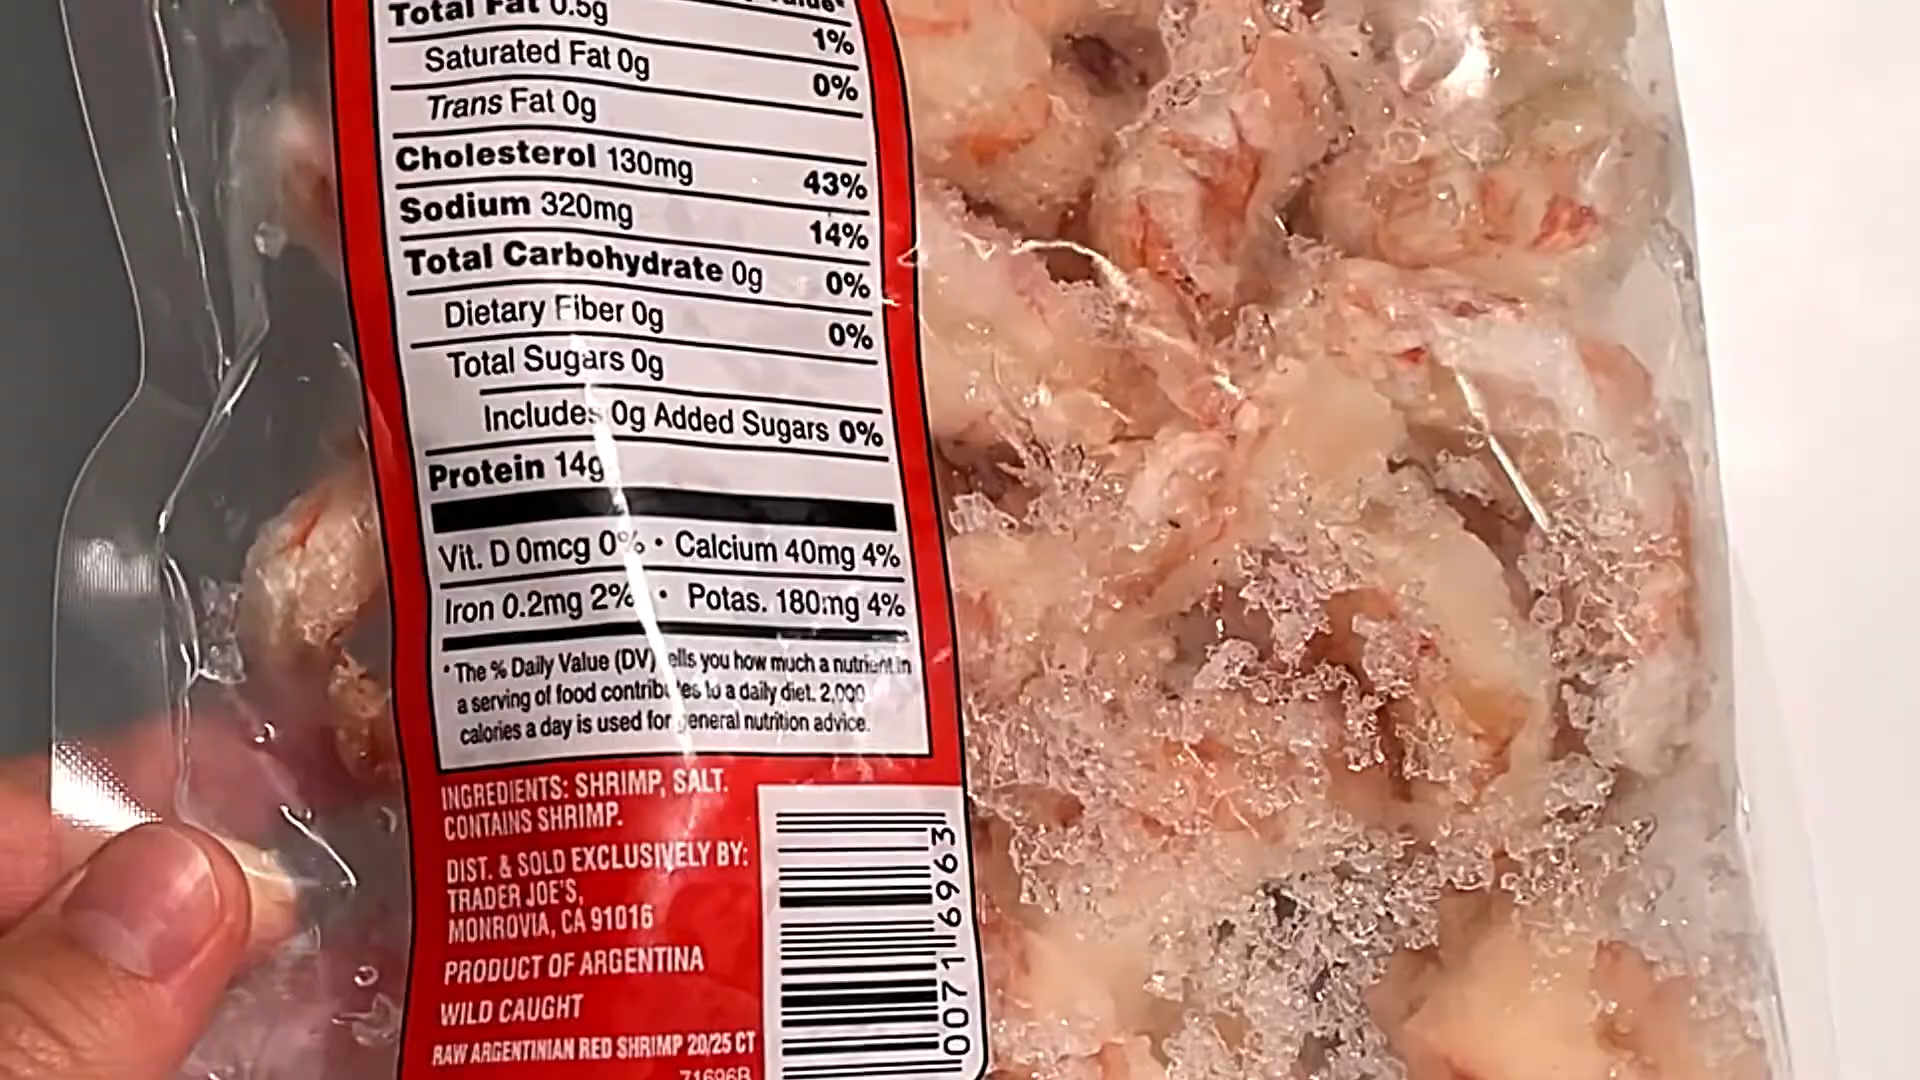 Total Fat 0.5g 1%
Saturated Fat 0g 0%
Trans Fat 0g
Cholesterol 130mg 43%
Sodium 320mg 14%
Total Carbohydrate 0g 0%
Dietary Fiber 0g 0%
Total Sugars 0g
Includes 0g Added Sugars 0%
Protein 14g
Vit. D 0mcg 0% • Calcium 40mg 4%
Iron 0.2mg 2% • Potas. 180mg 4%
* The % Daily Value (DV) tells you how much a nutrient in
a serving of food contributes to a daily diet. 2,000
calories a day is used for general nutrition advice.
INGREDIENTS: SHRIMP, SALT.
CONTAINS SHRIMP.
DIST. & SOLD EXCLUSIVELY BY:
TRADER JOE'S,
MONROVIA, CA 91016
PRODUCT OF ARGENTINA
WILD CAUGHT
RAW ARGENTINIAN RED SHRIMP 20/25 CT
71696B
00716963